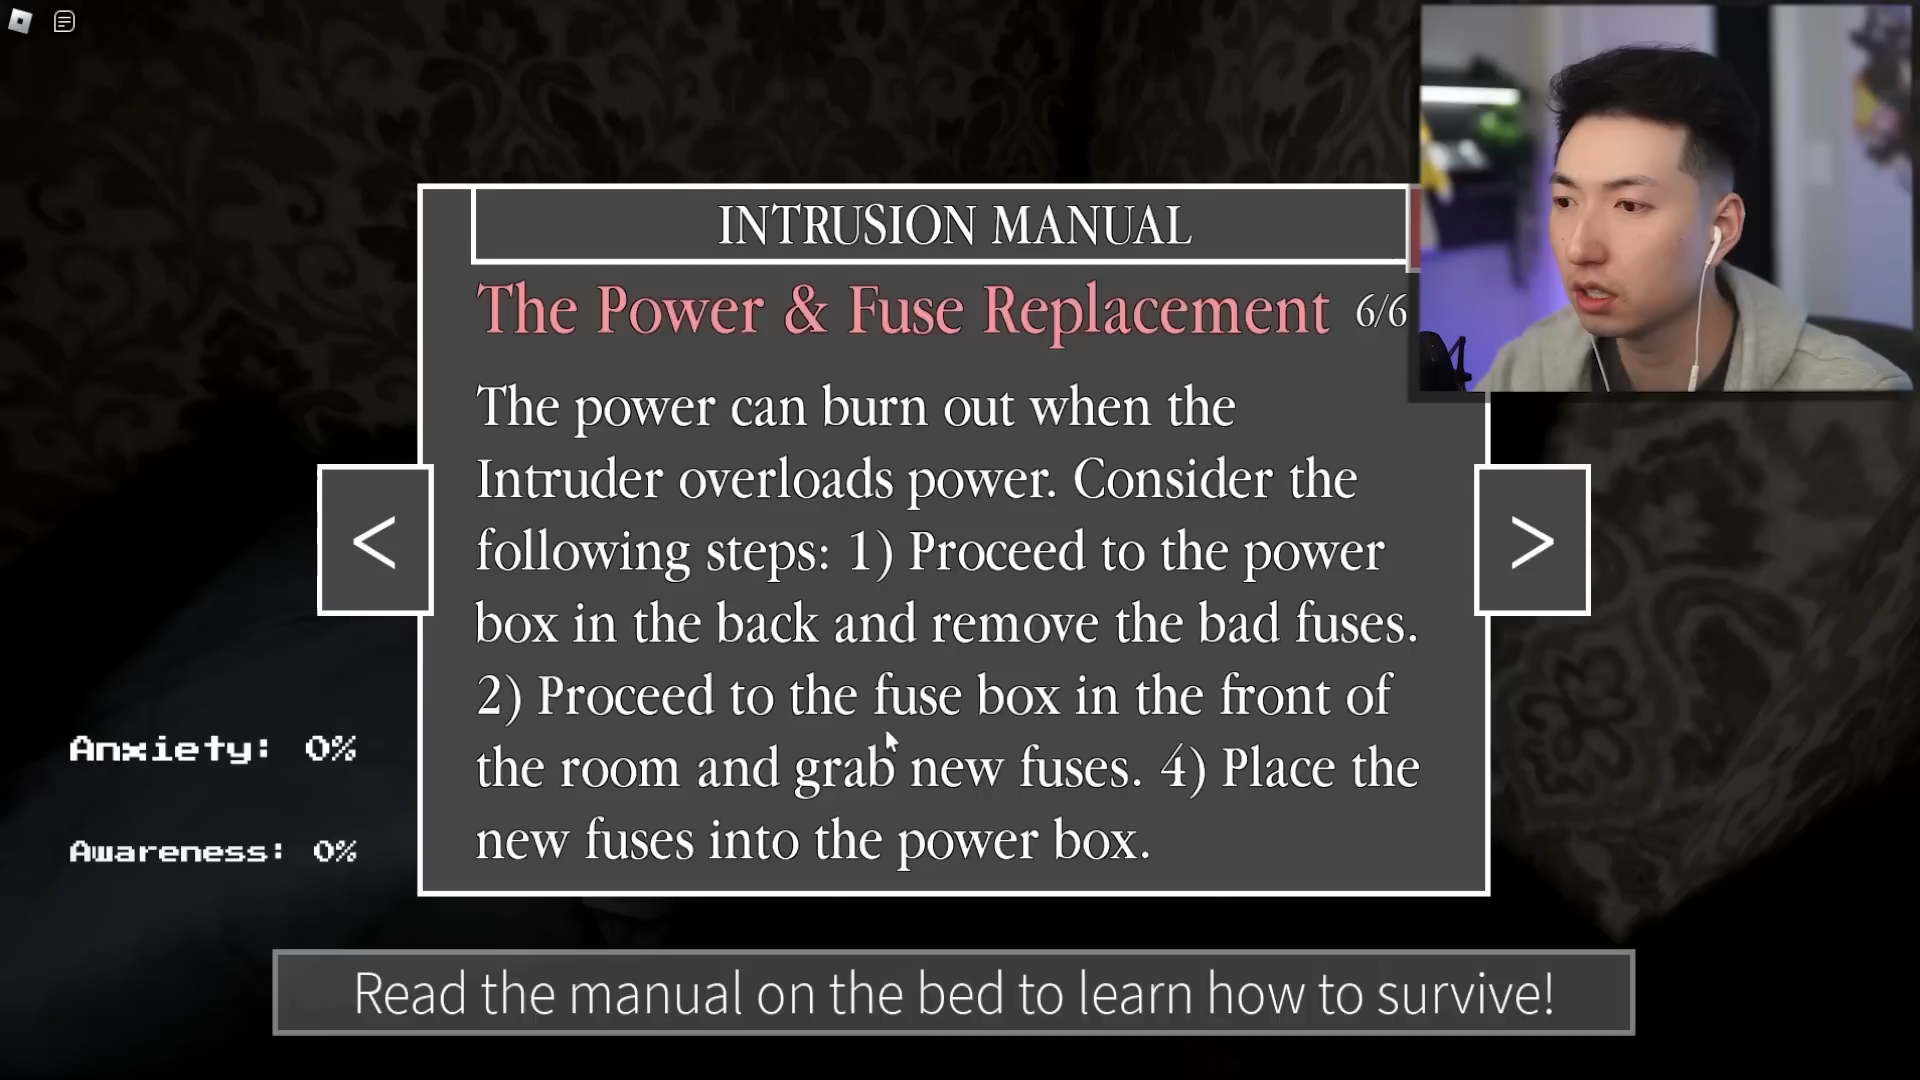 INTRUSION MANUAL
The Power & Fuse Replacement 6/6
The power can burn out when the
Intruder overloads power. Consider the
following steps: 1) Proceed to the power
box in the back and remove the bad fuses.
2) Proceed to the fuse box in the front of
the room and grab new fuses. 4) Place the
new fuses into the power box.
<
>
Anxiety: 0%
Awareness: 0%
Read the manual on the bed to learn how to survive!